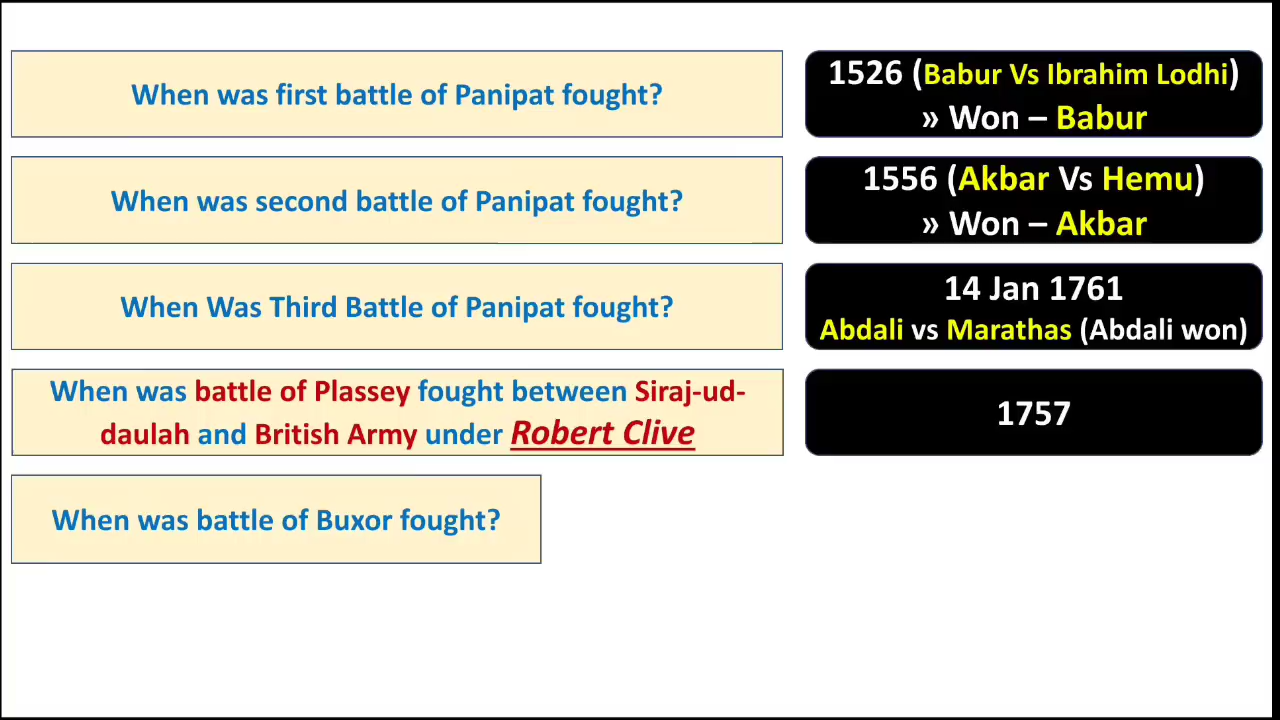 When was first battle of Panipat fought?
1526 (Babur Vs Ibrahim Lodhi)
» Won – Babur
When was second battle of Panipat fought?
1556 (Akbar Vs Hemu)
» Won – Akbar
When Was Third Battle of Panipat fought?
14 Jan 1761
Abdali vs Marathas (Abdali won)
When was battle of Plassey fought between Siraj-ud-
daulah and British Army under Robert Clive
1757
When was battle of Buxor fought?